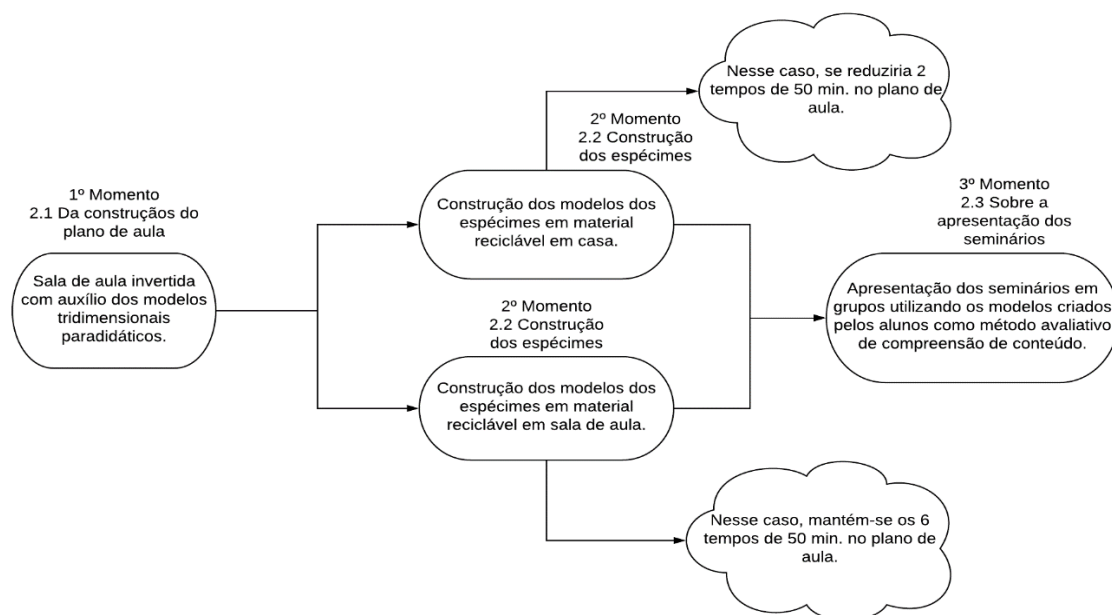 Nesse caso, se reduziria 2
tempos de 50 min. no plano de
aula.
2º Momento
2.2 Construção
dos espécimes
1º Momento
2.1 Da construçãos do
plano de aula
3º Momento
2.3 Sobre a
apresentação dos
seminários
Construção dos modelos dos
espécimes em material
reciclável em casa.
Sala de aula invertida
com auxílio dos modelos
tridimensionais
paradidáticos.
2º Momento
2.2 Construção
dos espécimes
Apresentação dos seminários em
grupos utilizando os modelos criados
pelos alunos como método avaliativo
de compreensão de conteúdo.
Construção dos modelos dos
espécimes em material
reciclável em sala de aula.
Nesse caso, mantém-se os 6
tempos de 50 min. no plano de
aula.